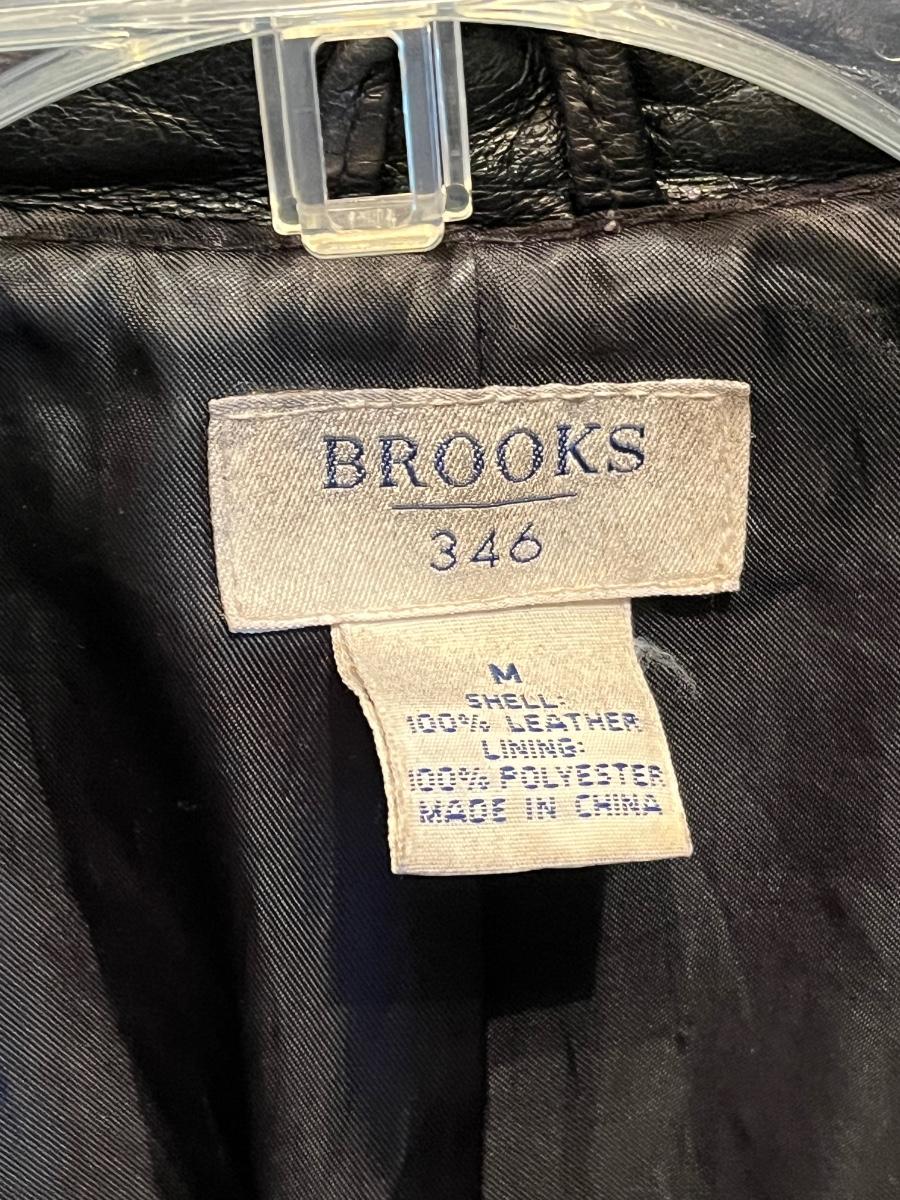 BROOKS
346
M
SHELL:
100% LEATHER
LINING:
100% POLYESTER
MADE IN CHINA